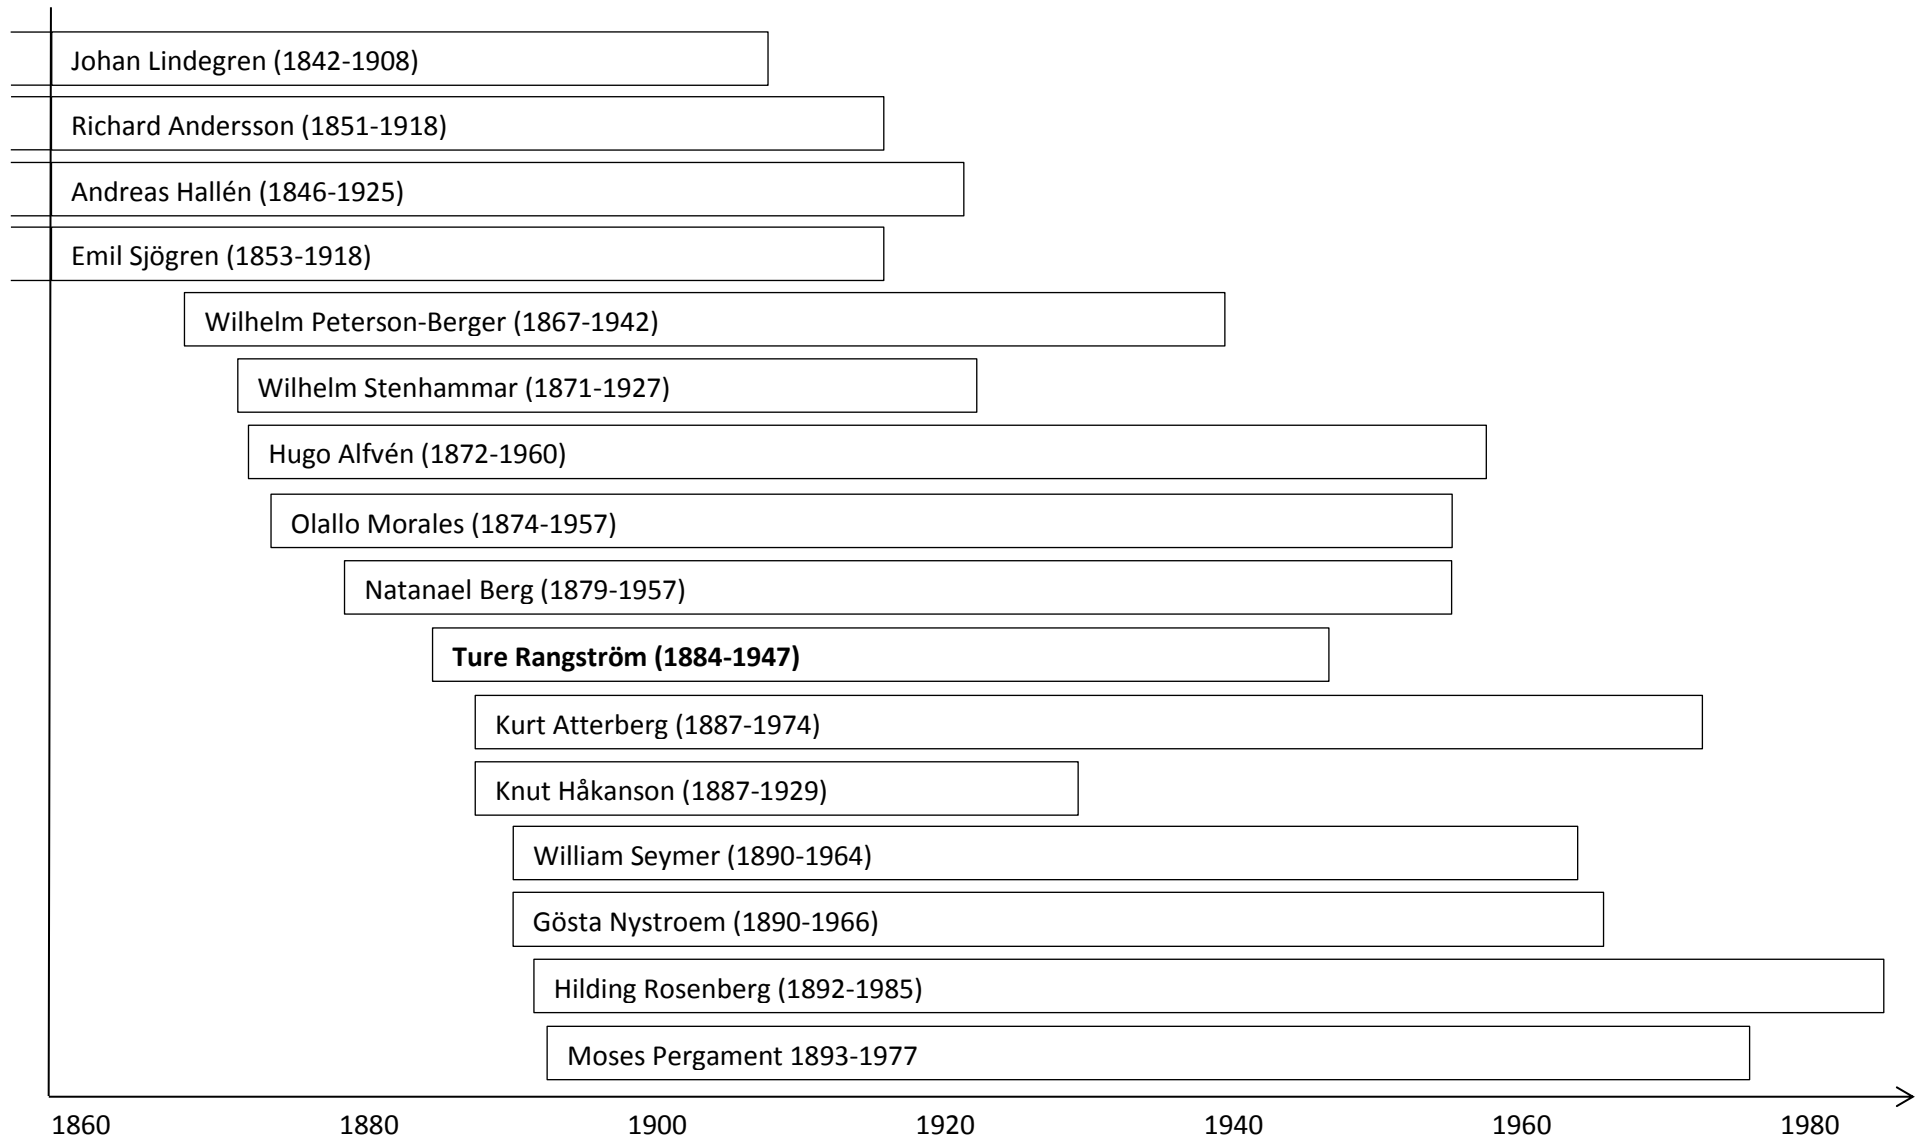 Johan Lindegren (1842-1908)
Richard Andersson (1851-1918)
Andreas Hallén (1846-1925)
Emil Sjögren (1853-1918)
Wilhelm Peterson-Berger (1867-1942)
Wilhelm Stenhammar (1871-1927)
Hugo Alfvén (1872-1960)
Olallo Morales (1874-1957)
Natanael Berg (1879-1957)
Ture Rangström (1884-1947)
Kurt Atterberg (1887-1974)
Knut Håkanson (1887-1929)
William Seymer (1890-1964)
Gösta Nystroem (1890-1966)
Hilding Rosenberg (1892-1985)
Moses Pergament 1893-1977
1860 1880 1900 1920 1940 1960 1980